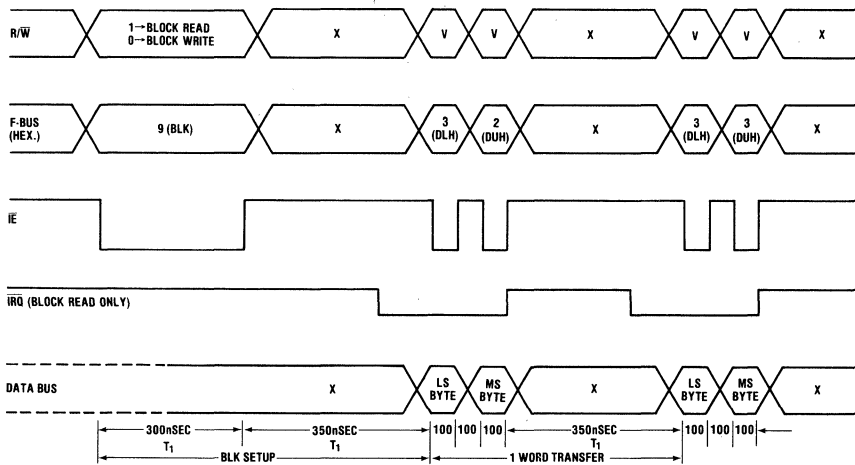 R/W̅ 1→BLOCK READ X V V X V V X
0→BLOCK WRITE
F-BUS 9 (BLK) X 3 2 X 3 3 X
(HEX.) (DLH) (DUH) (DLH) (DUH)
I̅E̅
I̅R̅Q̅ (BLOCK READ ONLY)
DATA BUS X LS MS X LS MS X
BYTE BYTE BYTE BYTE
300nSEC 350nSEC 100 100 100 350nSEC 100 100 100
T₁ T₁ T₁
BLK SETUP 1 WORD TRANSFER